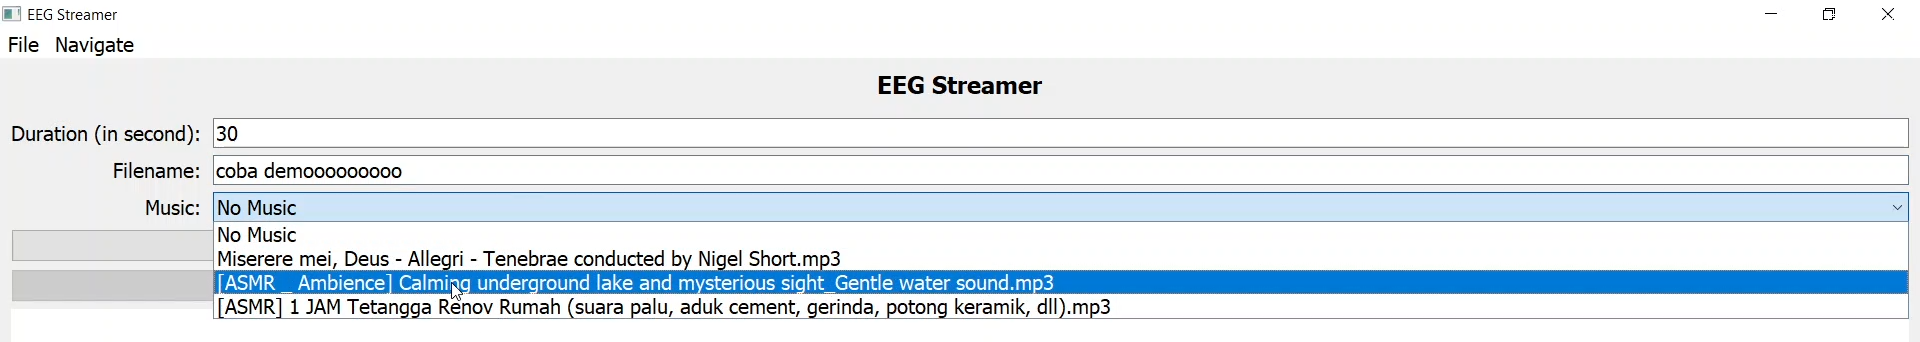 EEG Streamer
File Navigate
EEG Streamer
Duration (in second): 30
Filename: coba demooooooooo
Music: No Music
No Music
Miserere mei, Deus - Allegri - Tenebrae conducted by Nigel Short.mp3
[ASMR _ Ambience] Calming underground lake and mysterious sight_Gentle water sound.mp3
[ASMR] 1 JAM Tetangga Renov Rumah (suara palu, aduk cement, gerinda, potong keramik, dll).mp3